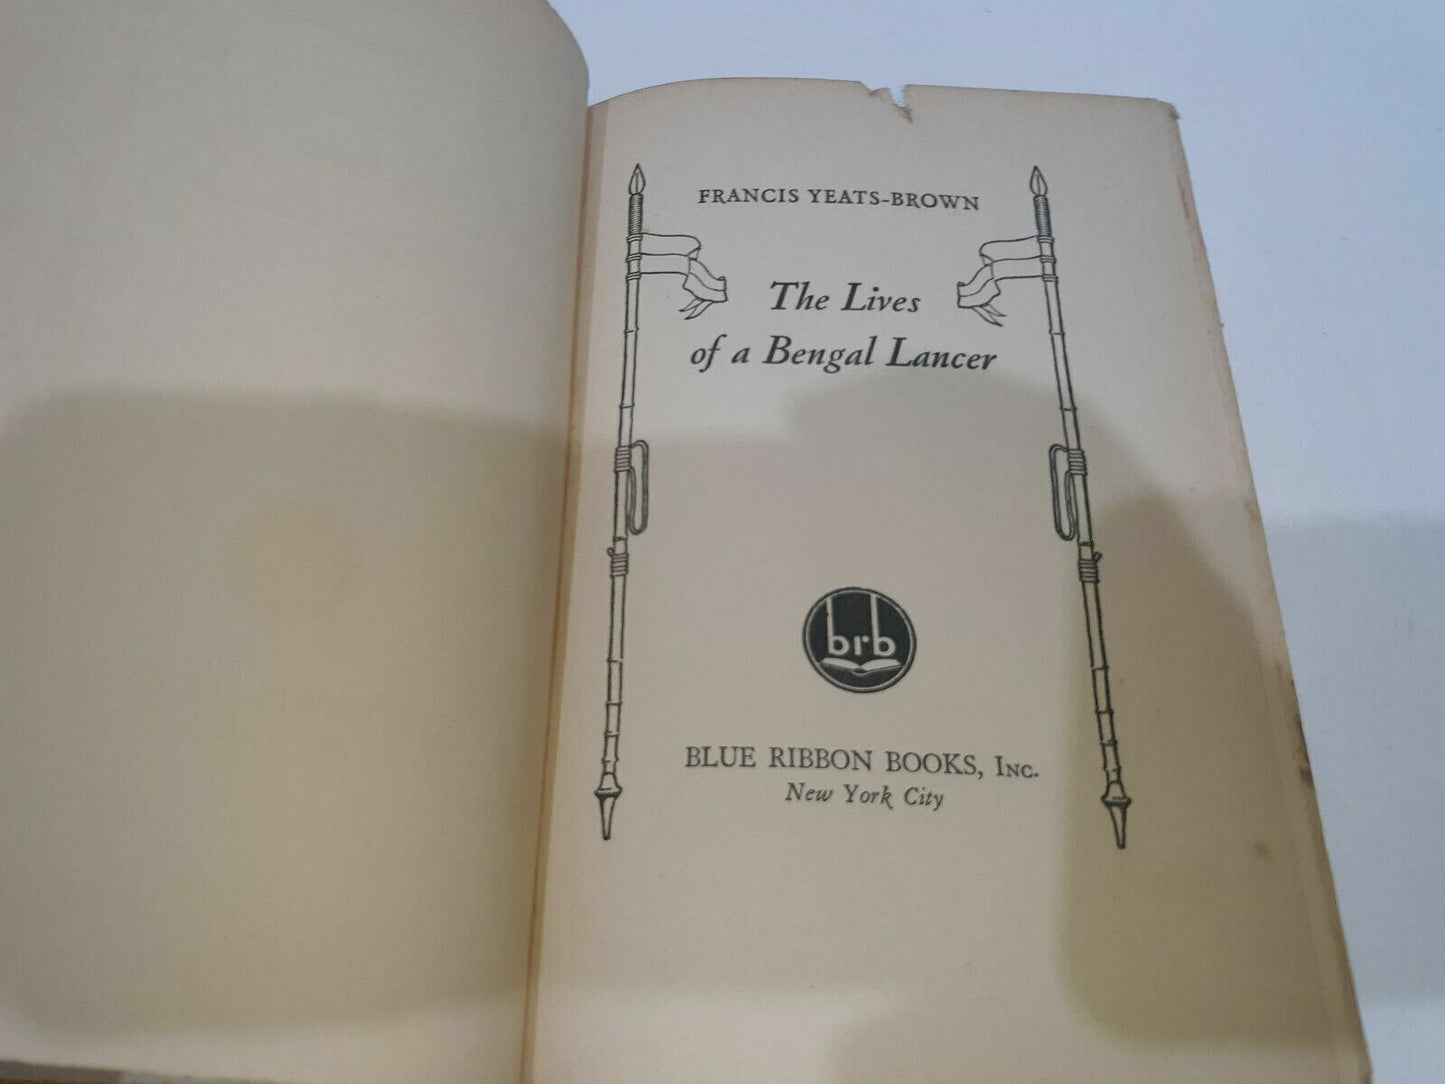 FRANCIS YEATS-BROWN
The Lives
of a Bengal Lancer
brb
BLUE RIBBON BOOKS, INC.
New York City